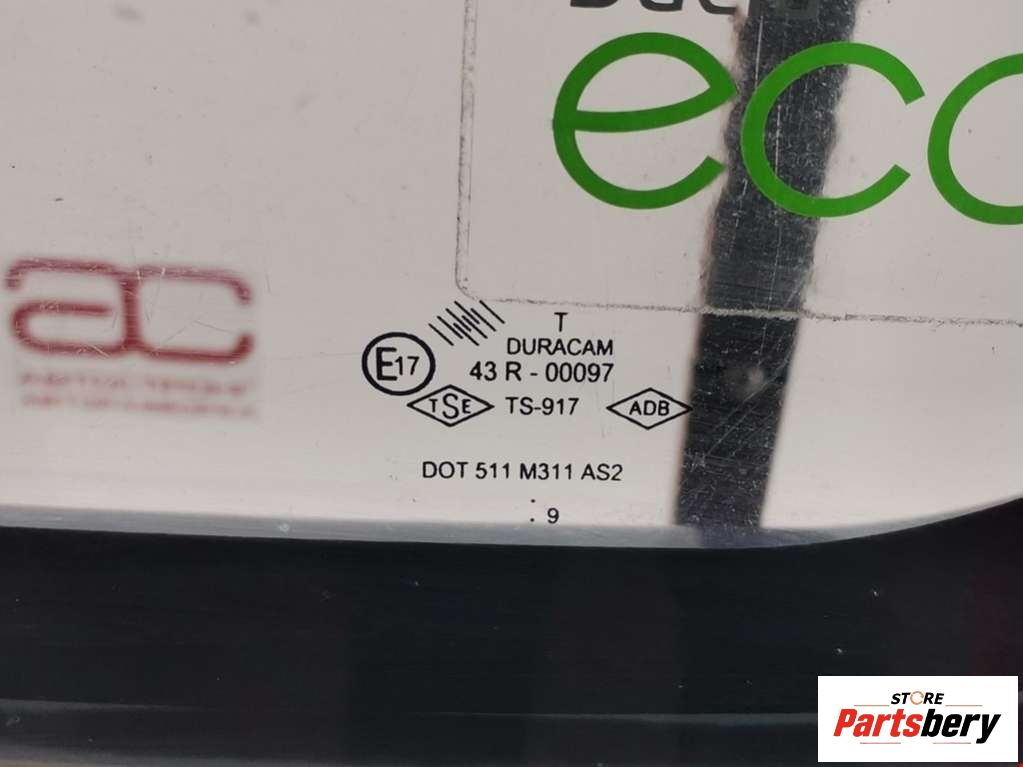 eco
ac
T
DURACAM
E17
43 R - 00097
TSE
TS-917
ADB
DOT 511 M311 AS2
: 9
STORE
Partsbery